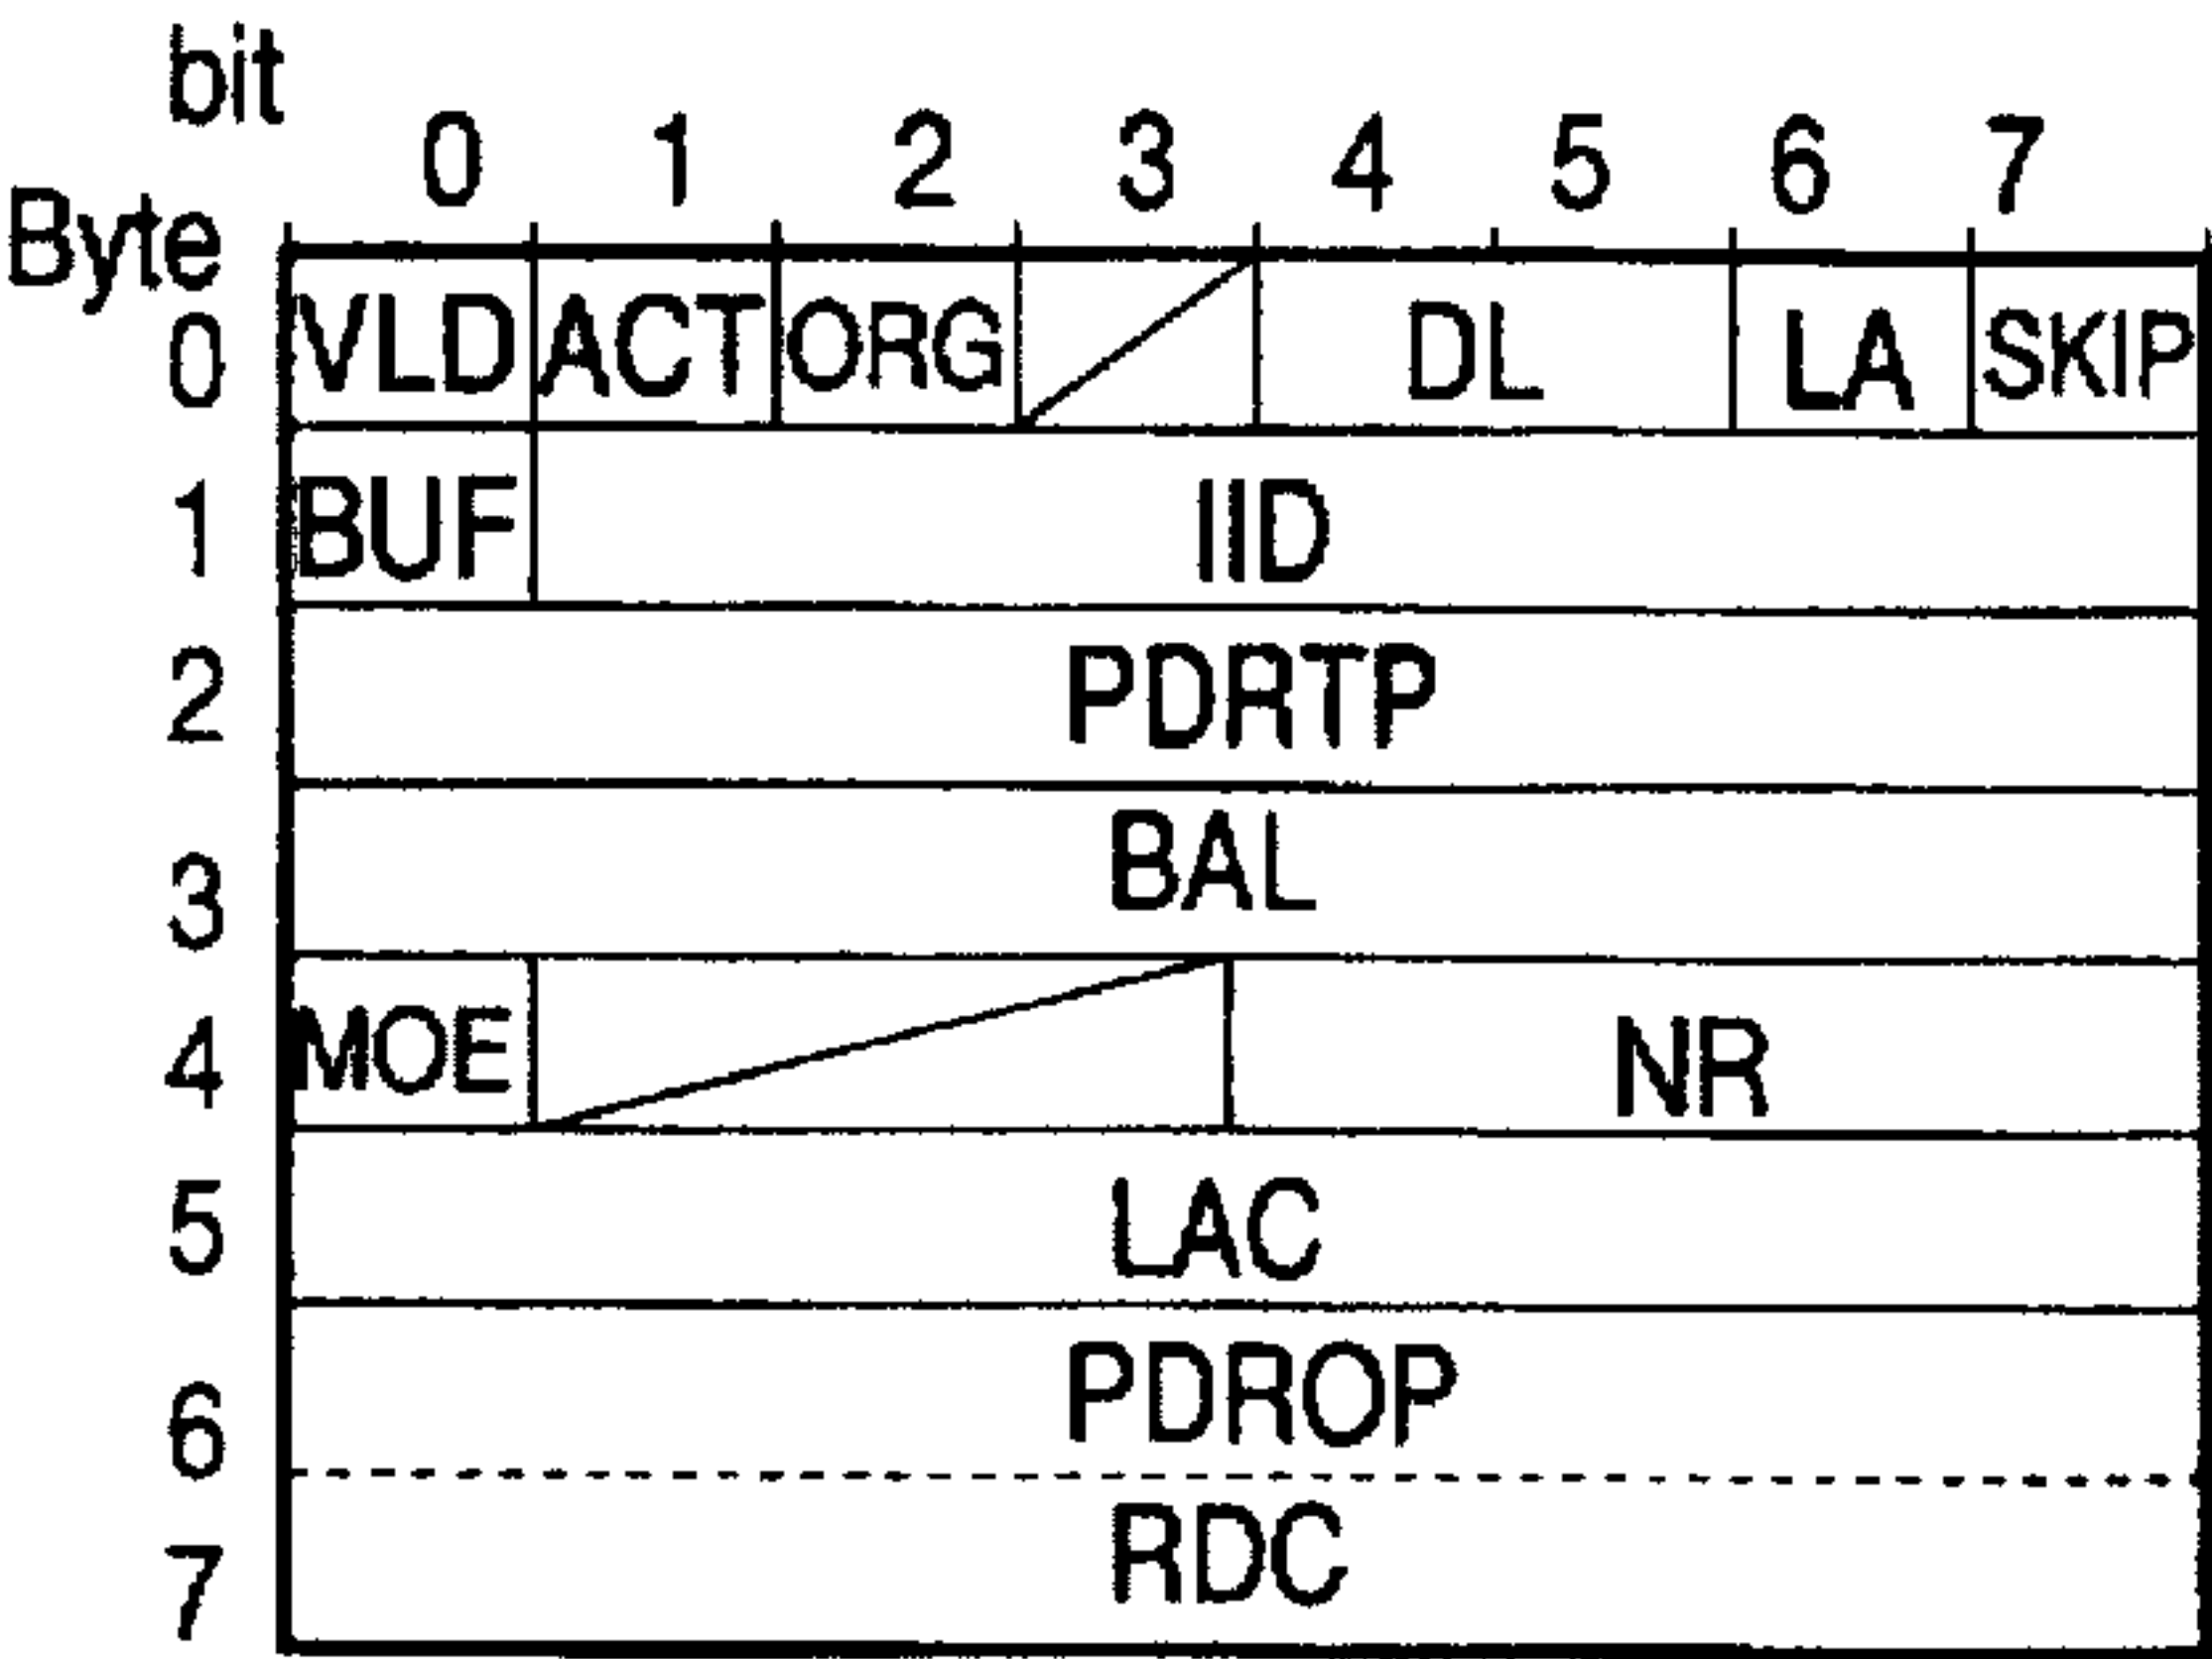 bit
0 1 2 3 4 5 6 7
Byte
0 VLD ACT ORG DL LA SKIP
1 BUF IID
2 PDRTP
3 BAL
4 MOE NR
5 LAC
6 PDROP
7 RDC